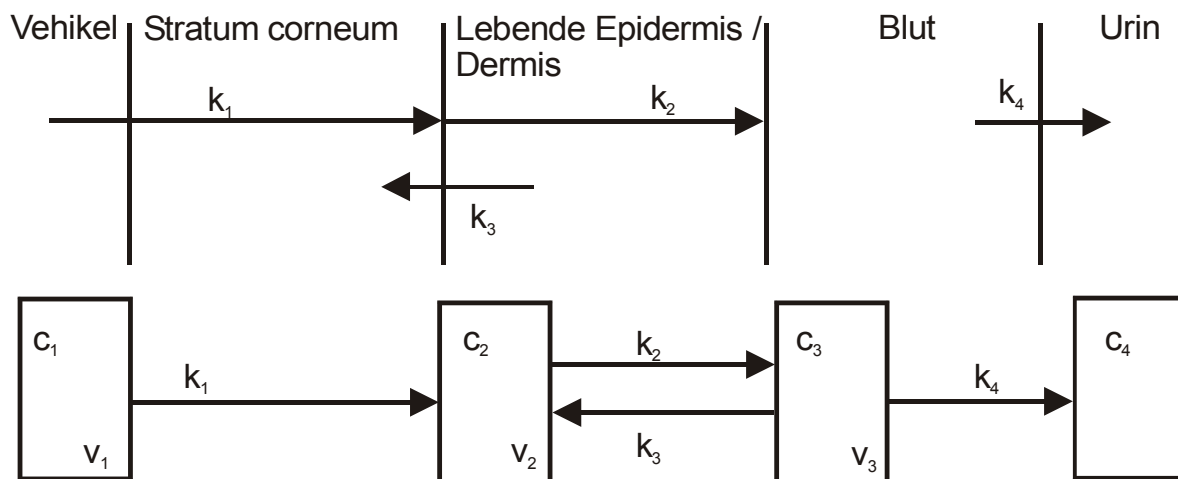 Vehikel
Stratum corneum
Lebende Epidermis /
Dermis
Blut
Urin
k₁
k₂
k₄
k₃
c₁
c₂
k₂
c₃
c₄
k₁
k₄
v₁
v₂
k₃
v₃